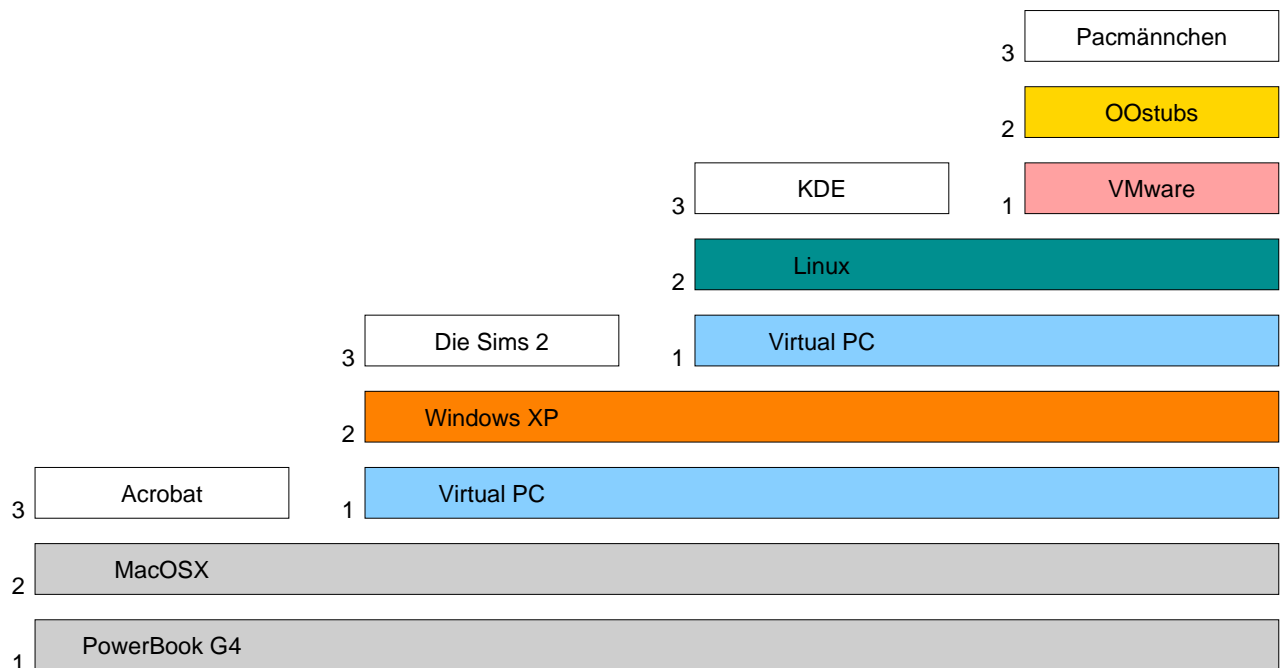 Pacmännchen
3
OOstubs
2
KDE
VMware
3
1
Linux
2
Die Sims 2
Virtual PC
3
1
Windows XP
2
Acrobat
Virtual PC
3
1
MacOSX
2
PowerBook G4
1